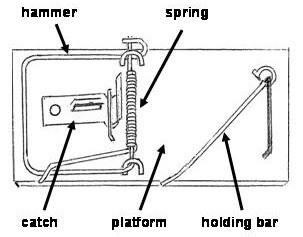 hammer
spring
catch
platform
holding bar